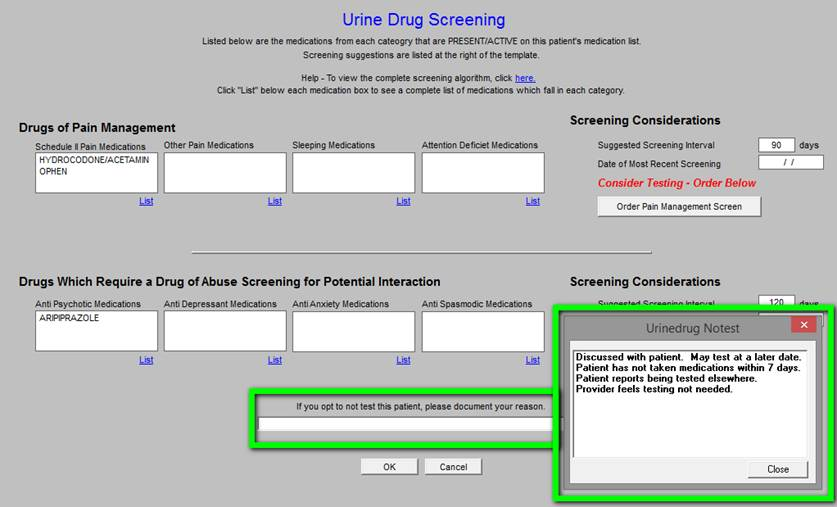 Urine Drug Screening
Listed below are the medications from each cateogry that are PRESENT/ACTIVE on this patient's medication list.
Screening suggestions are listed at the right of the template.
Help - To view the complete screening algorithm, click here.
Click "List" below each medication box to see a complete list of medications which fall in each category.
Drugs of Pain Management
Schedule II Pain Medications
HYDROCODONE/ACETAMIN
OPHEN
List
Other Pain Medications
List
Sleeping Medications
List
Attention Deficiet Medications
List
Screening Considerations
Suggested Screening Interval 90 days
Date of Most Recent Screening / /
Consider Testing - Order Below
Order Pain Management Screen
Drugs Which Require a Drug of Abuse Screening for Potential Interaction
Anti Psychotic Medications
ARIPIPRAZOLE
List
Anti Depressant Medications
List
Anti Anxiety Medications
List
Anti Spasmodic Medications
List
Screening Considerations
Suggested Screening Interval 120 days
Urinedrug Notest
Discussed with patient. May test at a later date.
Patient has not taken medications within 7 days.
Patient reports being tested elsewhere.
Provider feels testing not needed.
Close
If you opt to not test this patient, please document your reason.
OK
Cancel